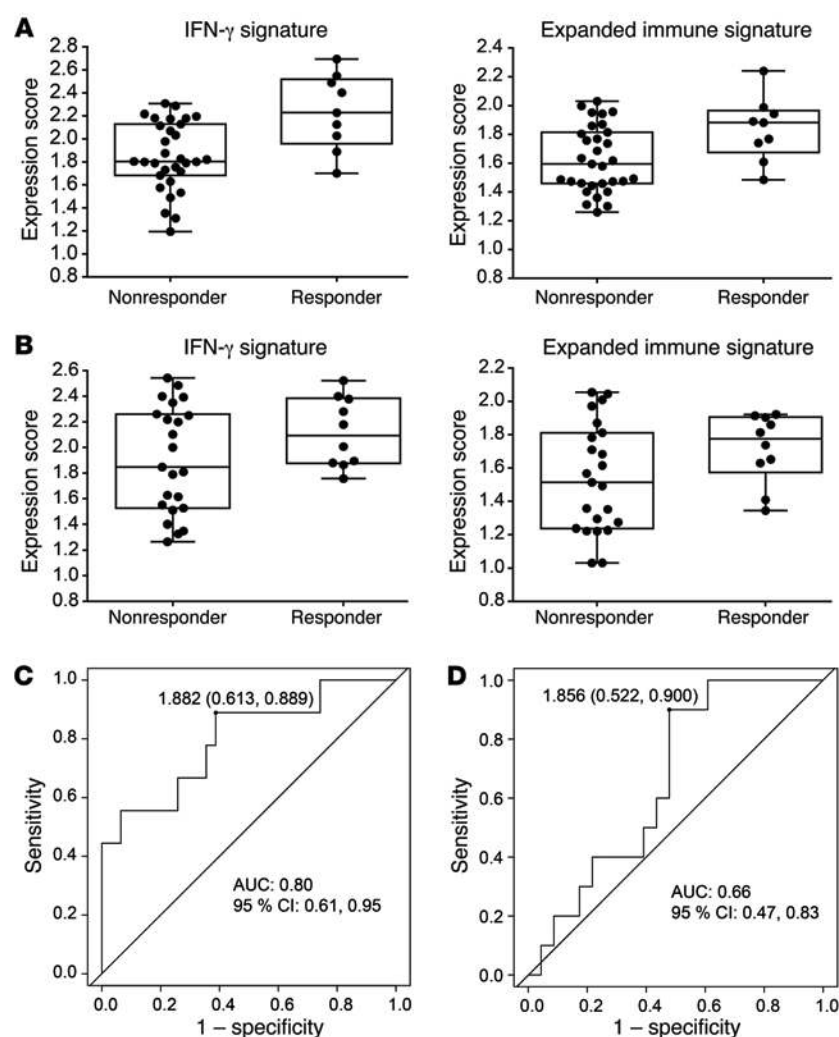 A
IFN-γ signature
Expanded immune signature
Expression score
2.8
2.6
2.4
2.2
2.0
1.8
1.6
1.4
1.2
1.0
0.8
Nonresponder
Responder
Expression score
2.4
2.2
2.0
1.8
1.6
1.4
1.2
1.0
0.8
Nonresponder
Responder
B
IFN-γ signature
Expanded immune signature
Expression score
2.6
2.4
2.2
2.0
1.8
1.6
1.4
1.2
1.0
0.8
Nonresponder
Responder
Expression score
2.2
2.0
1.8
1.6
1.4
1.2
1.0
0.8
Nonresponder
Responder
C
1.882 (0.613, 0.889)
Sensitivity
1.0
0.8
0.6
0.4
0.2
0.0
AUC: 0.80
95 % CI: 0.61, 0.95
0.0 0.2 0.4 0.6 0.8 1.0
1 – specificity
D
1.856 (0.522, 0.900)
Sensitivity
1.0
0.8
0.6
0.4
0.2
0.0
AUC: 0.66
95 % CI: 0.47, 0.83
0.0 0.2 0.4 0.6 0.8 1.0
1 – specificity